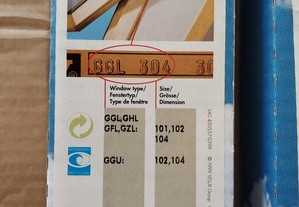 GGL 304 30
Window type/ Size/
Fenstertyp/ Grösse/
Type de fenêtre Dimension
GGL,GHL
GFL,GZL: 101,102
104
GGU: 102,104